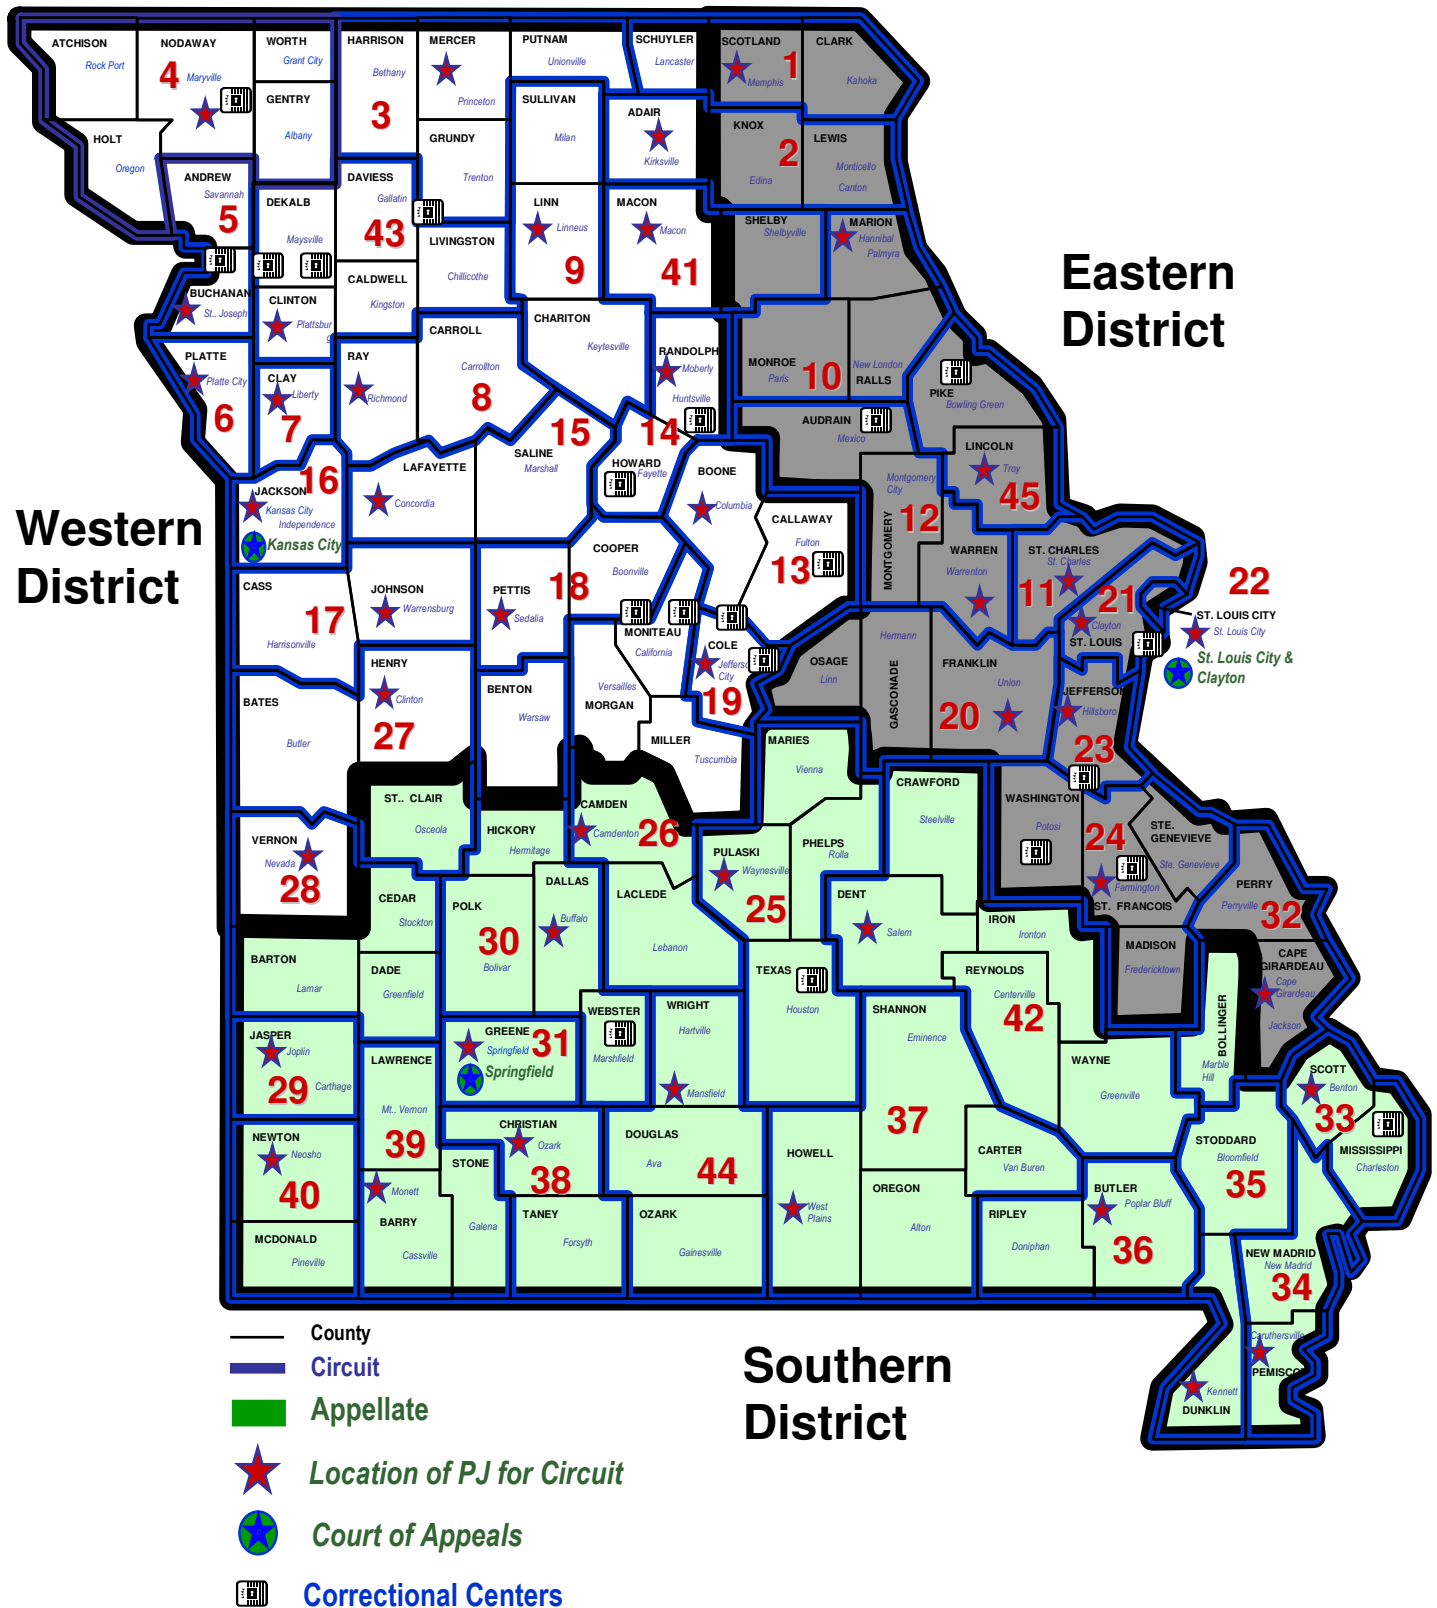 ATCHISON
Rock Port
NODAWAY
4
Maryville
WORTH
Grant City
HARRISON
Bethany
3
MERCER
Princeton
PUTNAM
Unionville
SCHUYLER
Lancaster
SCOTLAND
1
Memphis
CLARK
Kahoka
GENTRY
Albany
SULLIVAN
Milan
ADAIR
Kirksville
KNOX
2
Edina
LEWIS
Monticello
Canton
HOLT
Oregon
GRUNDY
Trenton
ANDREW
Savannah
5
DEKALB
Maysville
DAVIESS
Gallatin
43
LINN
Linneus
9
MACON
Macon
41
SHELBY
Shelbyville
MARION
Hannibal
Palmyra
LIVINGSTON
Chillicothe
Eastern
District
CALDWELL
Kingston
BUCHANAN
St.. Joseph
CLINTON
Plattsbur
g
CARROLL
Carrollton
8
CHARITON
Keytesville
RANDOLPH
Moberly
Huntsville
14
MONROE
Paris
10
New London
RALLS
PLATTE
Platte City
6
CLAY
Liberty
7
RAY
Richmond
PIKE
Bowling Green
AUDRAIN
Mexico
15
SALINE
Marshall
LINCOLN
Troy
45
16
JACKSON
Kansas City
Independence
Kansas City
LAFAYETTE
Concordia
HOWARD
Fayette
BOONE
Columbia
Montgomery
City
MONTGOMERY
12
CALLAWAY
Fulton
13
Western
District
COOPER
Boonville
18
WARREN
Warrenton
ST. CHARLES
St. Charles
11
21
Clayton
ST. LOUIS
22
ST. LOUIS CITY
St. Louis City
St. Louis City &
Clayton
CASS
17
Harrisonville
JOHNSON
Warrensburg
PETTIS
Sedalia
MONITEAU
California
COLE
Jefferso
City
19
OSAGE
Linn
Hermann
GASCONADE
FRANKLIN
Union
20
HENRY
Clinton
27
BENTON
Warsaw
Versailles
MORGAN
JEFFERSON
Hillsboro
23
BATES
Butler
MILLER
Tuscumbia
MARIES
Vienna
ST.. CLAIR
Osceola
HICKORY
Hermitage
CAMDEN
Camdenton
26
CRAWFORD
Steelville
WASHINGTON
Potosi
24
Farmington
ST. FRANCOIS
STE.
GENEVIEVE
Ste. Genevieve
VERNON
Nevada
28
PULASKI
Waynesville
25
PHELPS
Rolla
CEDAR
Stockton
POLK
30
Bolivar
DALLAS
Buffalo
LACLEDE
Lebanon
DENT
Salem
IRON
Ironton
PERRY
Perryville
32
MADISON
Fredericktown
CAPE
GIRARDEAU
Cape
Girardeau
Jackson
BARTON
Lamar
DADE
Greenfield
TEXAS
Houston
REYNOLDS
Centerville
42
BOLLINGER
Marble
Hill
JASPER
Joplin
29
Carthage
LAWRENCE
Mt.. Vernon
39
GREENE
Springfield
31
Springfield
WEBSTER
Marshfield
WRIGHT
Hartville
Mansfield
SHANNON
Eminence
37
WAYNE
Greenville
SCOTT
Benton
33
NEWTON
Neosho
40
CHRISTIAN
Ozark
38
DOUGLAS
Ava
44
HOWELL
West
Plains
CARTER
Van Buren
STODDARD
Bloomfield
35
MISSISSIPPI
Charleston
Monett
BARRY
Cassville
STONE
Galena
TANEY
Forsyth
OZARK
Gainesville
OREGON
Alton
RIPLEY
Doniphan
BUTLER
Poplar Bluff
36
MCDONALD
Pineville
NEW MADRID
New Madrid
34
Caruthersville
PEMISCO
Kennett
DUNKLIN
Southern
District
County
Circuit
Appellate
Location of PJ for Circuit
Court of Appeals
Correctional Centers